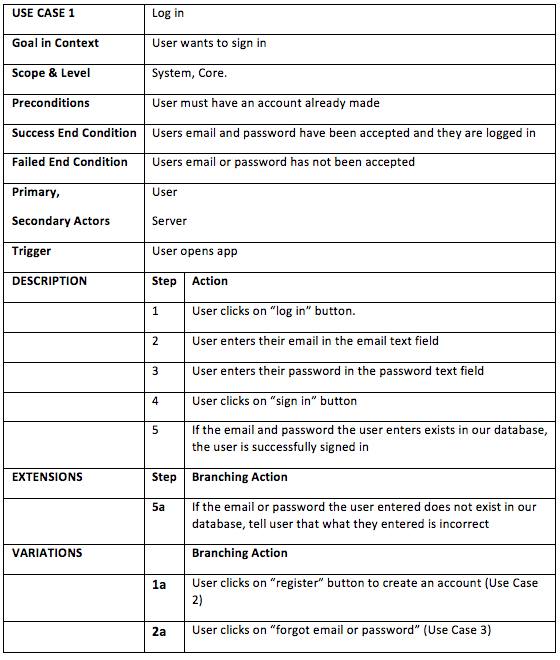 USE CASE 1 Log in
Goal in Context User wants to sign in
Scope & Level System, Core.
Preconditions User must have an account already made
Success End Condition Users email and password have been accepted and they are logged in
Failed End Condition Users email or password has not been accepted
Primary, User
Secondary Actors Server
Trigger User opens app
DESCRIPTION Step Action
1 User clicks on “log in” button.
2 User enters their email in the email text field
3 User enters their password in the password text field
4 User clicks on “sign in” button
5 If the email and password the user enters exists in our database,
the user is successfully signed in
EXTENSIONS Step Branching Action
5a If the email or password the user entered does not exist in our
database, tell user that what they entered is incorrect
VARIATIONS Branching Action
1a User clicks on “register” button to create an account (Use Case
2)
2a User clicks on “forgot email or password” (Use Case 3)